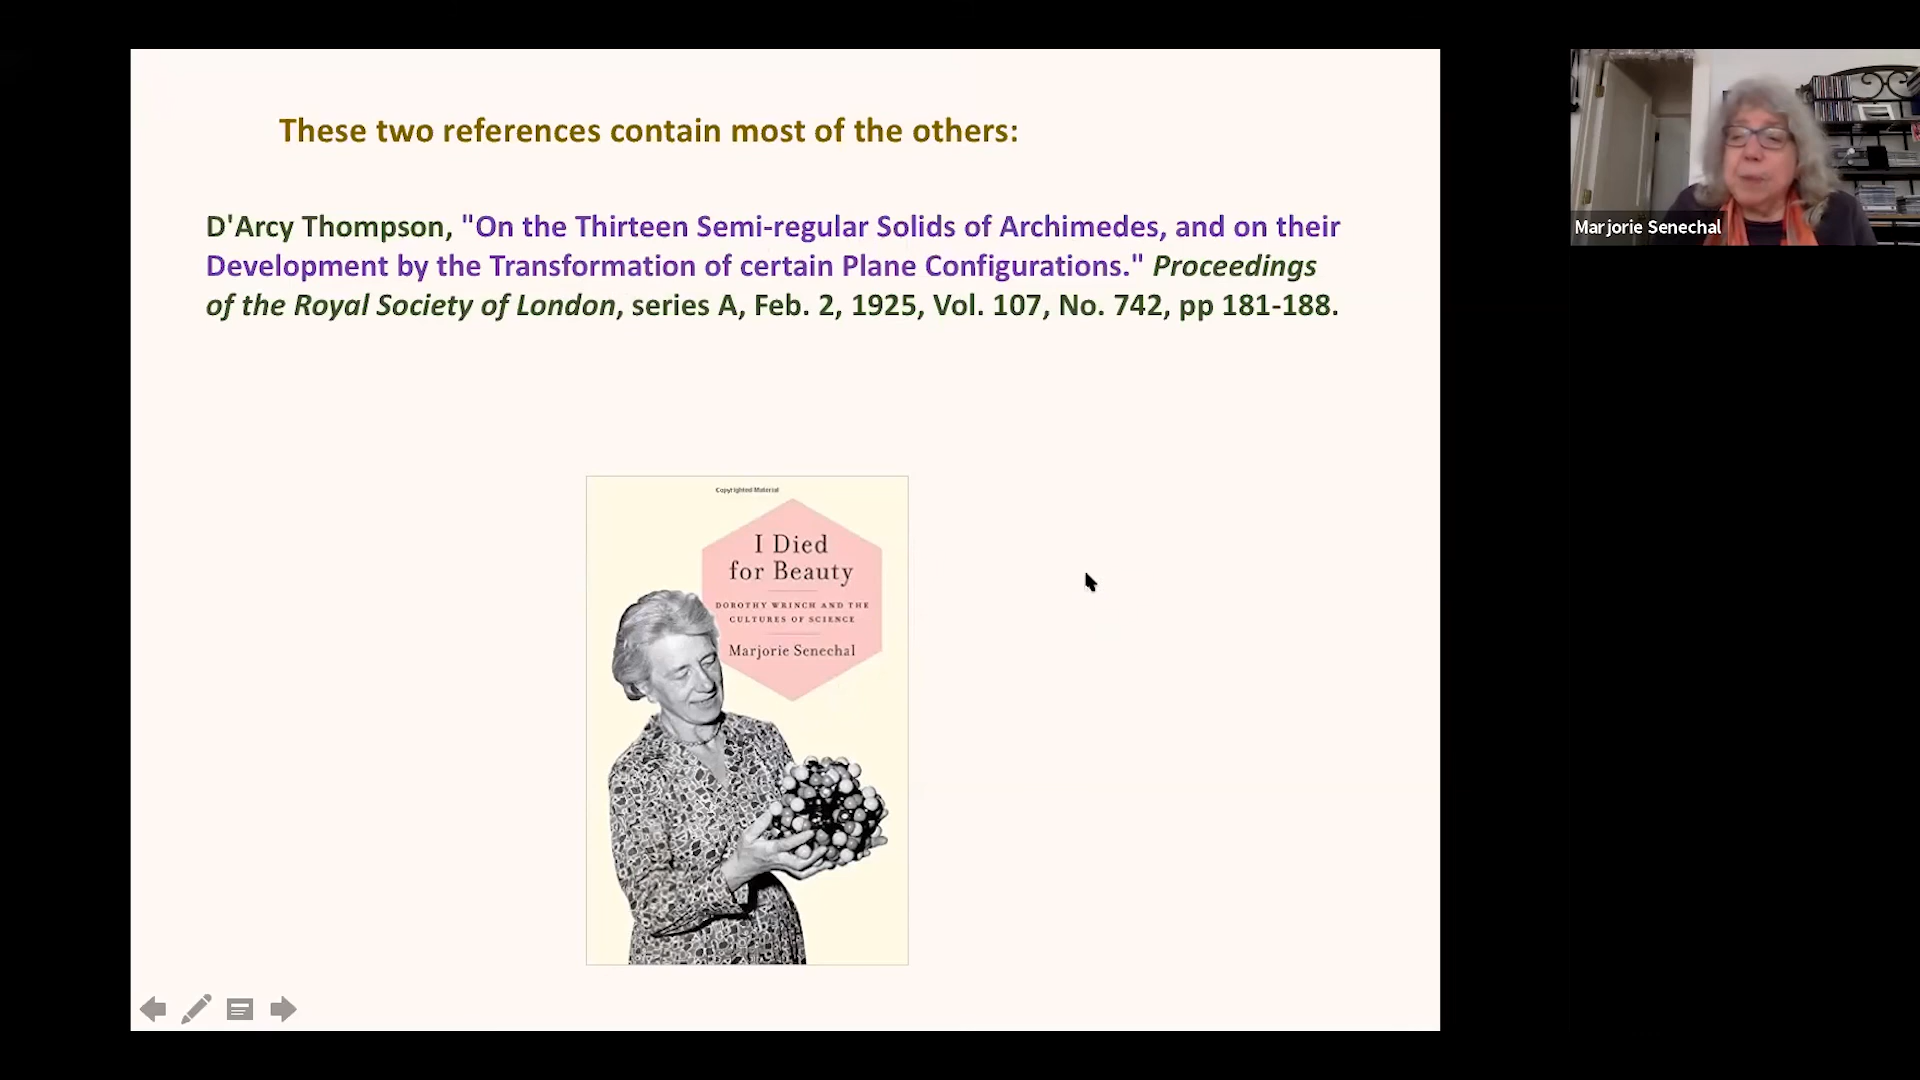 These two references contain most of the others:
D'Arcy Thompson, "On the Thirteen Semi-regular Solids of Archimedes, and on their
Development by the Transformation of certain Plane Configurations." Proceedings
of the Royal Society of London, series A, Feb. 2, 1925, Vol. 107, No. 742, pp 181-188.
Copyrighted Material
I Died
for Beauty
DOROTHY WRINCH AND THE
CULTURES OF SCIENCE
Marjorie Senechal
Marjorie Senechal